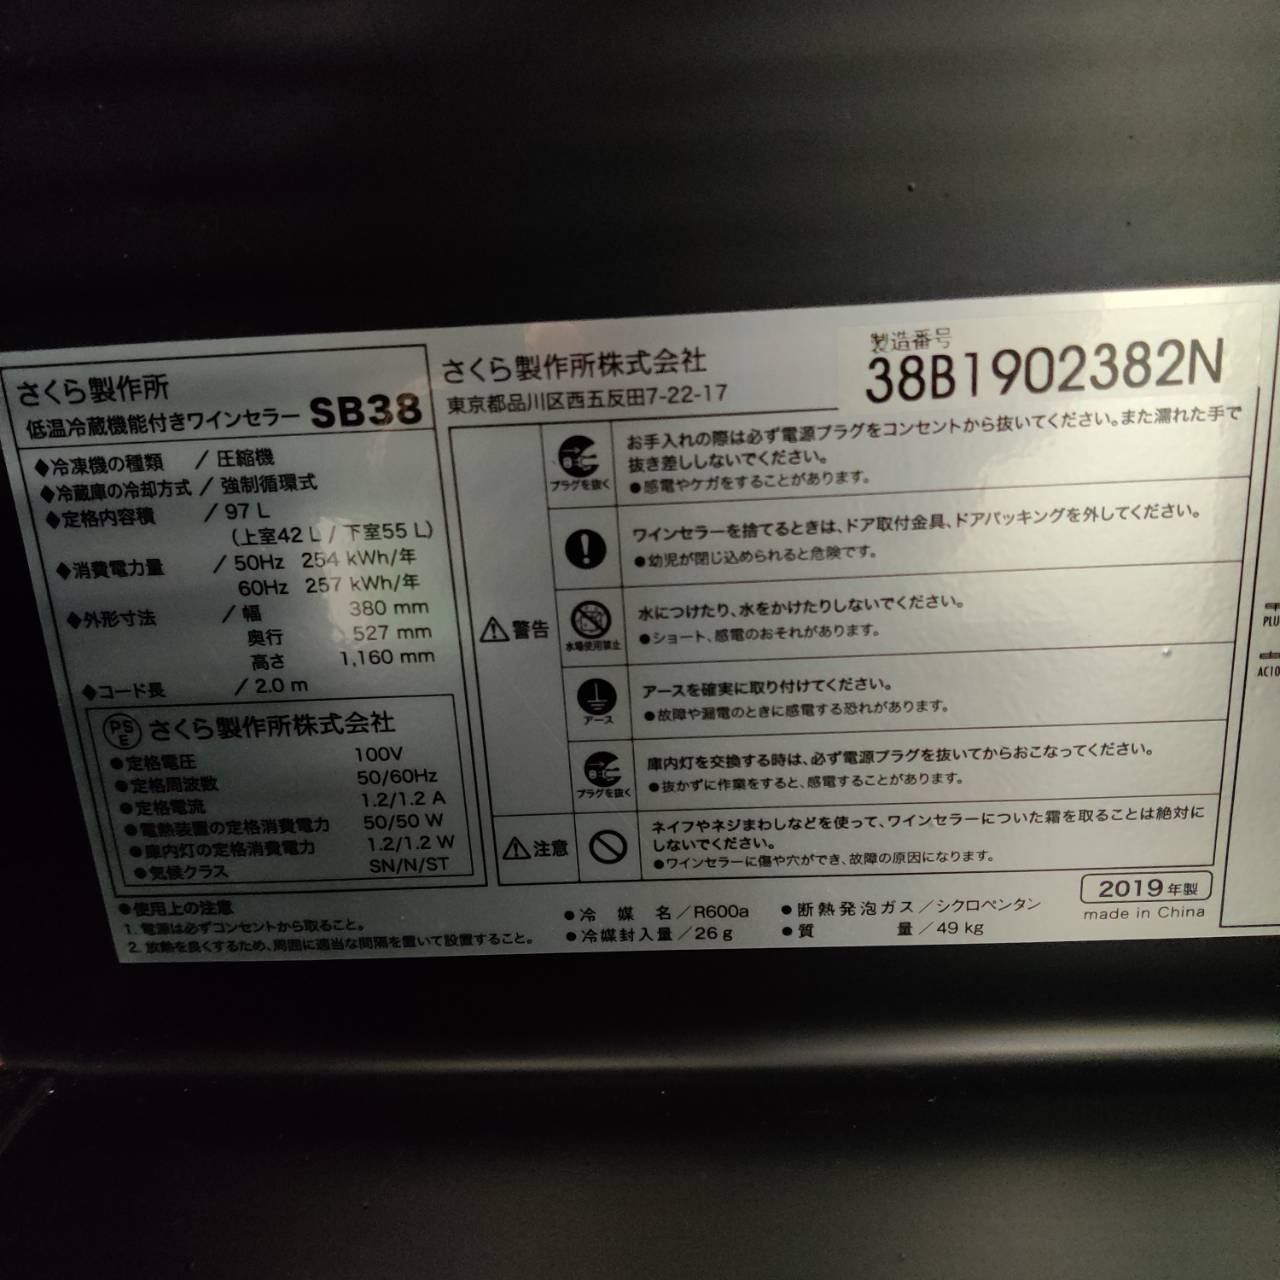 さくら製作所
低温冷蔵機能付きワインセラー SB38
◆冷凍機の種類 / 圧縮機
◆冷蔵庫の冷却方式 / 強制循環式
◆定格内容積 / 97 L
(上室42 L / 下室55 L)
◆消費電力量 / 50Hz 254 kWh/年
60Hz 257 kWh/年
◆外形寸法 / 幅 380 mm
奥行 527 mm
高さ 1,160 mm
◆コード長 / 2.0 m
PSE さくら製作所株式会社
●定格電圧 100V
●定格周波数 50/60Hz
●定格電流 1.2/1.2 A
●電熱装置の定格消費電力 50/50 W
●庫内灯の定格消費電力 1.2/1.2 W
●気候クラス SN/N/ST
●使用上の注意
1. 電源は必ずコンセントから取ること。
2. 放熱を良くするため、周囲に適当な間隔を置いて設置すること。
さくら製作所株式会社
東京都品川区西五反田7-22-17
製造番号
38B1902382N
警告
プラグを抜く
お手入れの際は必ず電源プラグをコンセントから抜いてください。また濡れた手で
抜き差ししないでください。
●感電やケガをすることがあります。
ワインセラーを捨てるときは、ドア取付金具、ドアパッキングを外してください。
●幼児が閉じ込められると危険です。
水場使用禁止
水につけたり、水をかけたりしないでください。
●ショート、感電のおそれがあります。
アース
アースを確実に取り付けてください。
●故障や漏電のときに感電する恐れがあります。
プラグを抜く
庫内灯を交換する時は、必ず電源プラグを抜いてからおこなってください。
●抜かずに作業をすると、感電することがあります。
注意
ネイフやネジまわしなどを使って、ワインセラーについた霜を取ることは絶対に
しないでください。
●ワインセラーに傷や穴ができ、故障の原因になります。
●冷媒名／R600a ●断熱発泡ガス／シクロペンタン
●冷媒封入量／26 g ●質量／49 kg
2019年製
made in China
PLU
AC10